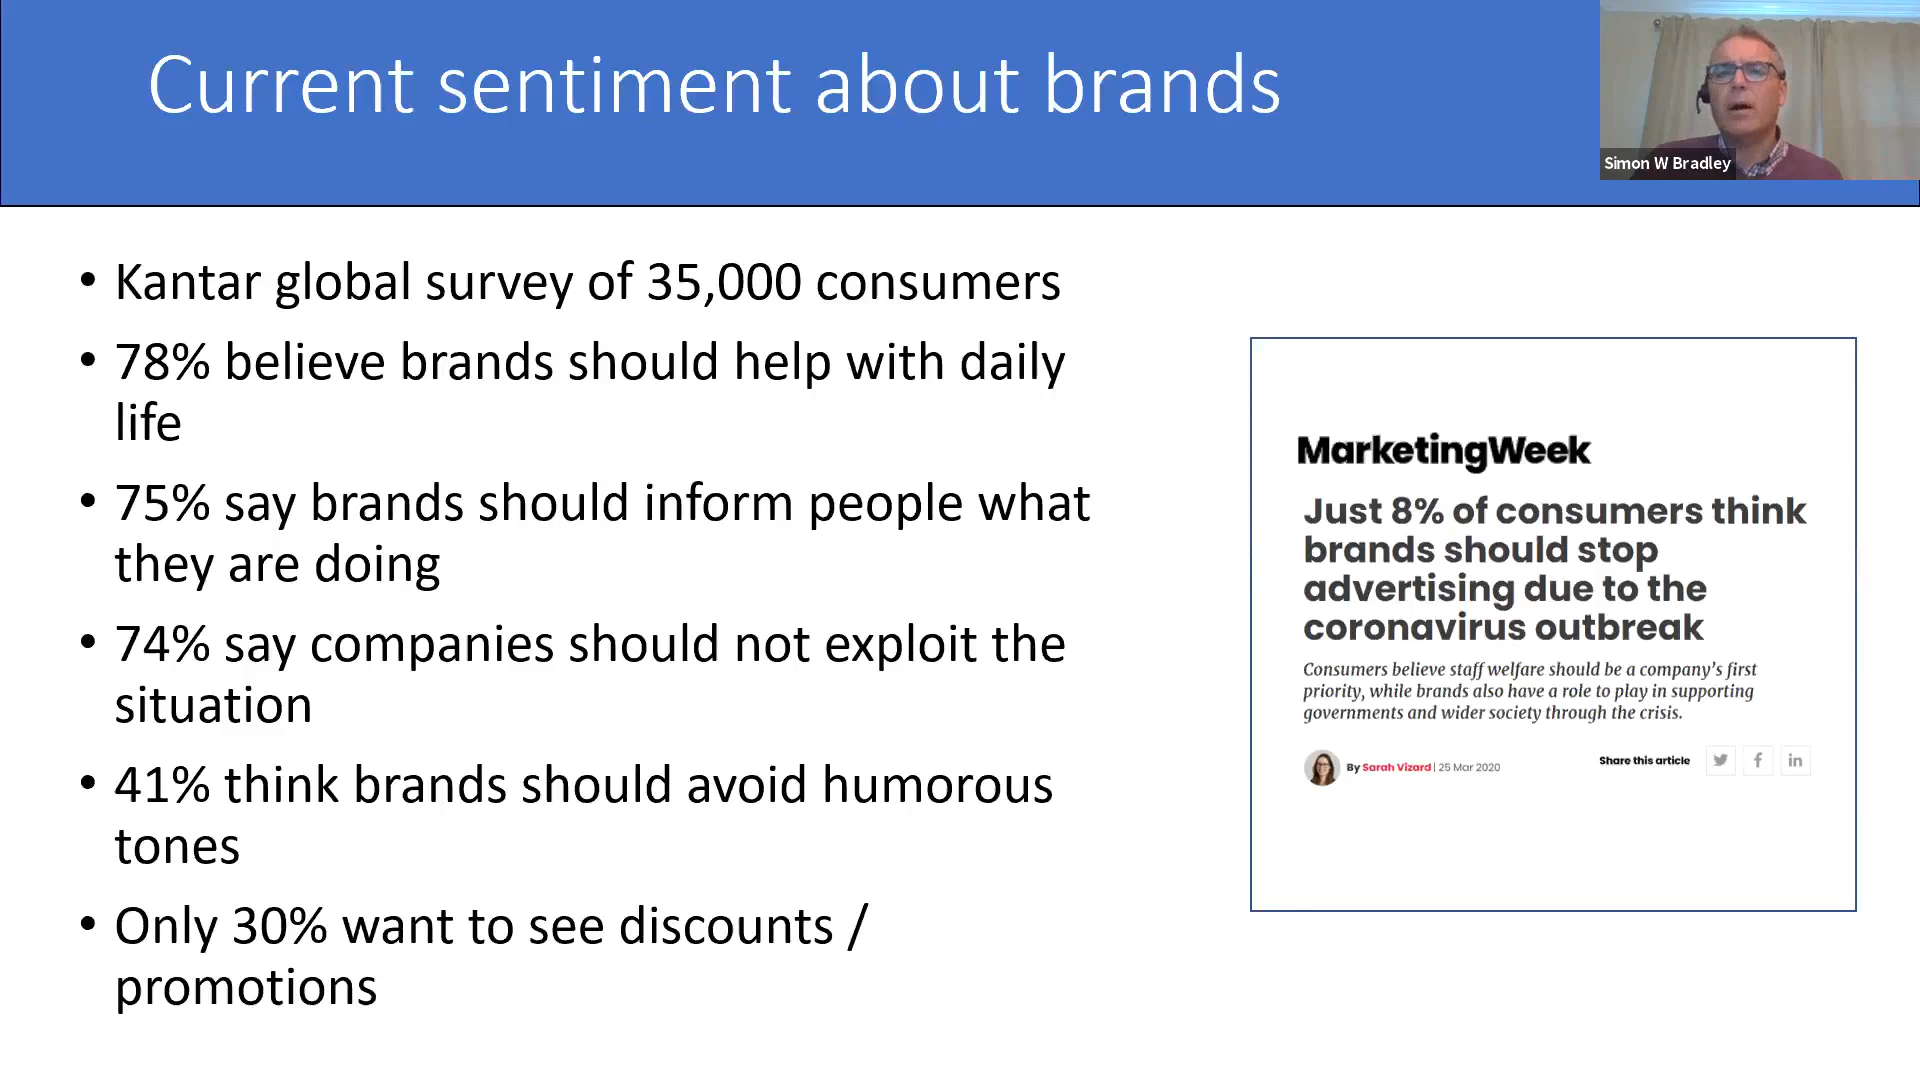 Current sentiment about brands
Simon W Bradley
• Kantar global survey of 35,000 consumers
• 78% believe brands should help with daily
life
• 75% say brands should inform people what
they are doing
• 74% say companies should not exploit the
situation
• 41% think brands should avoid humorous
tones
• Only 30% want to see discounts /
promotions
MarketingWeek
Just 8% of consumers think
brands should stop
advertising due to the
coronavirus outbreak
Consumers believe staff welfare should be a company's first
priority, while brands also have a role to play in supporting
governments and wider society through the crisis.
By Sarah Vizard | 25 Mar 2020
Share this article